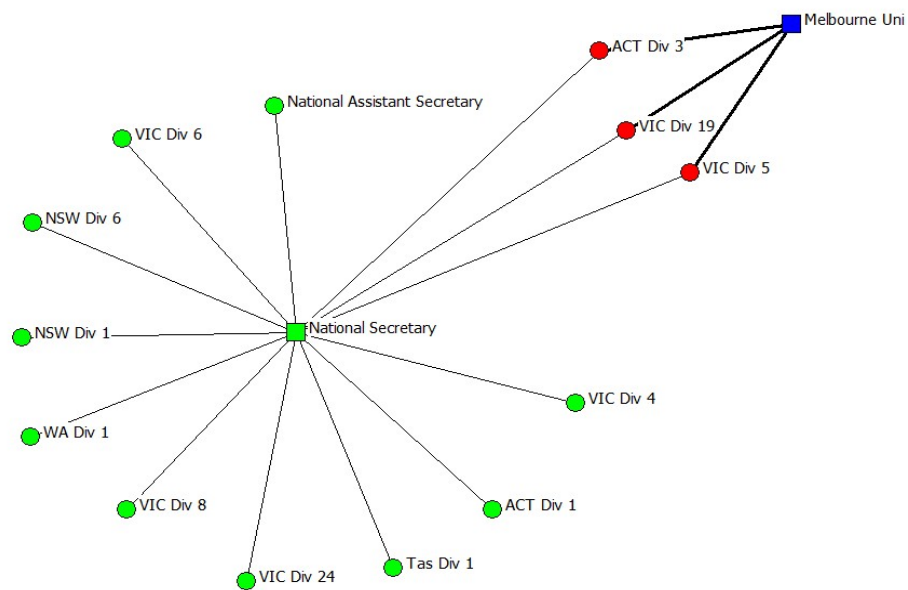 Melbourne Uni
ACT Div 3
National Assistant Secretary
VIC Div 6
VIC Div 19
VIC Div 5
NSW Div 6
National Secretary
NSW Div 1
VIC Div 4
WA Div 1
VIC Div 8
ACT Div 1
Tas Div 1
VIC Div 24